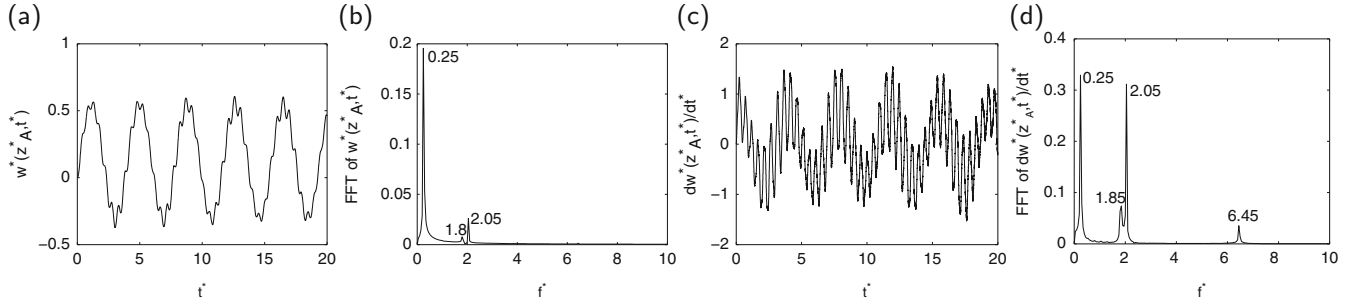 (a)
w*(z*A,t*)
1
0.5
0
−0.5
0 5 10 15 20
t*
(b)
FFT of w*(z*A,t*)
0.2
0.15
0.1
0.05
0
0.25
1.8
2.05
0 2 4 6 8 10
f*
(c)
dw*(z*A,t*)/dt*
2
1
0
−1
−2
0 5 10 15 20
t*
(d)
FFT of dw*(z*A,t*)/dt*
0.4
0.3
0.2
0.1
0
0.25
2.05
1.85
6.45
0 2 4 6 8 10
f*